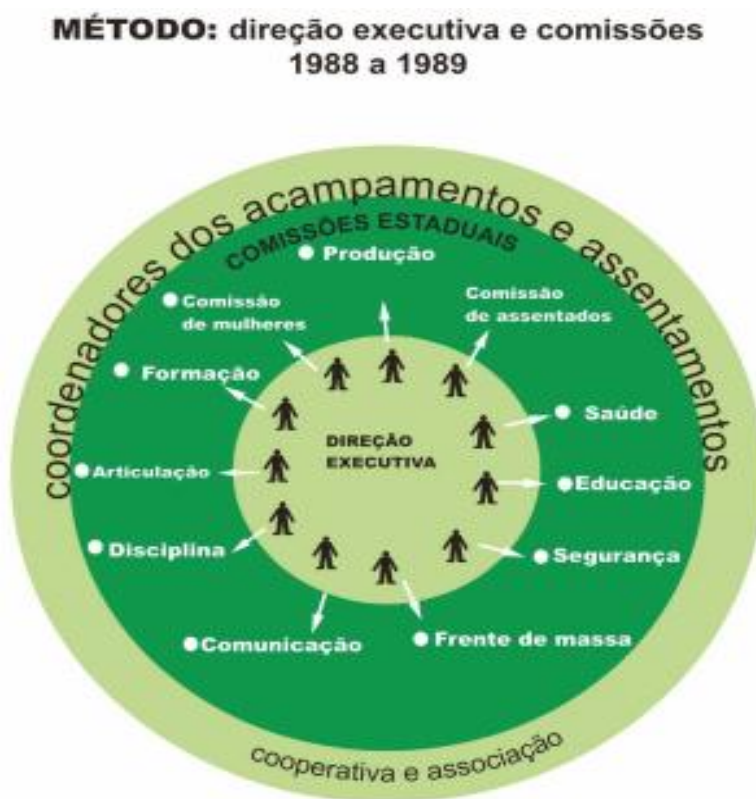 MÉTODO: direção executiva e comissões
1988 a 1989
coordenadores dos acampamentos e assentamentos
COMISSÕES ESTADUAIS
Produção
Comissão
de mulheres
Comissão
de assentados
Formação
Saúde
DIREÇÃO
EXECUTIVA
Articulação
Educação
Disciplina
Segurança
Comunicação
Frente de massa
cooperativa e associação